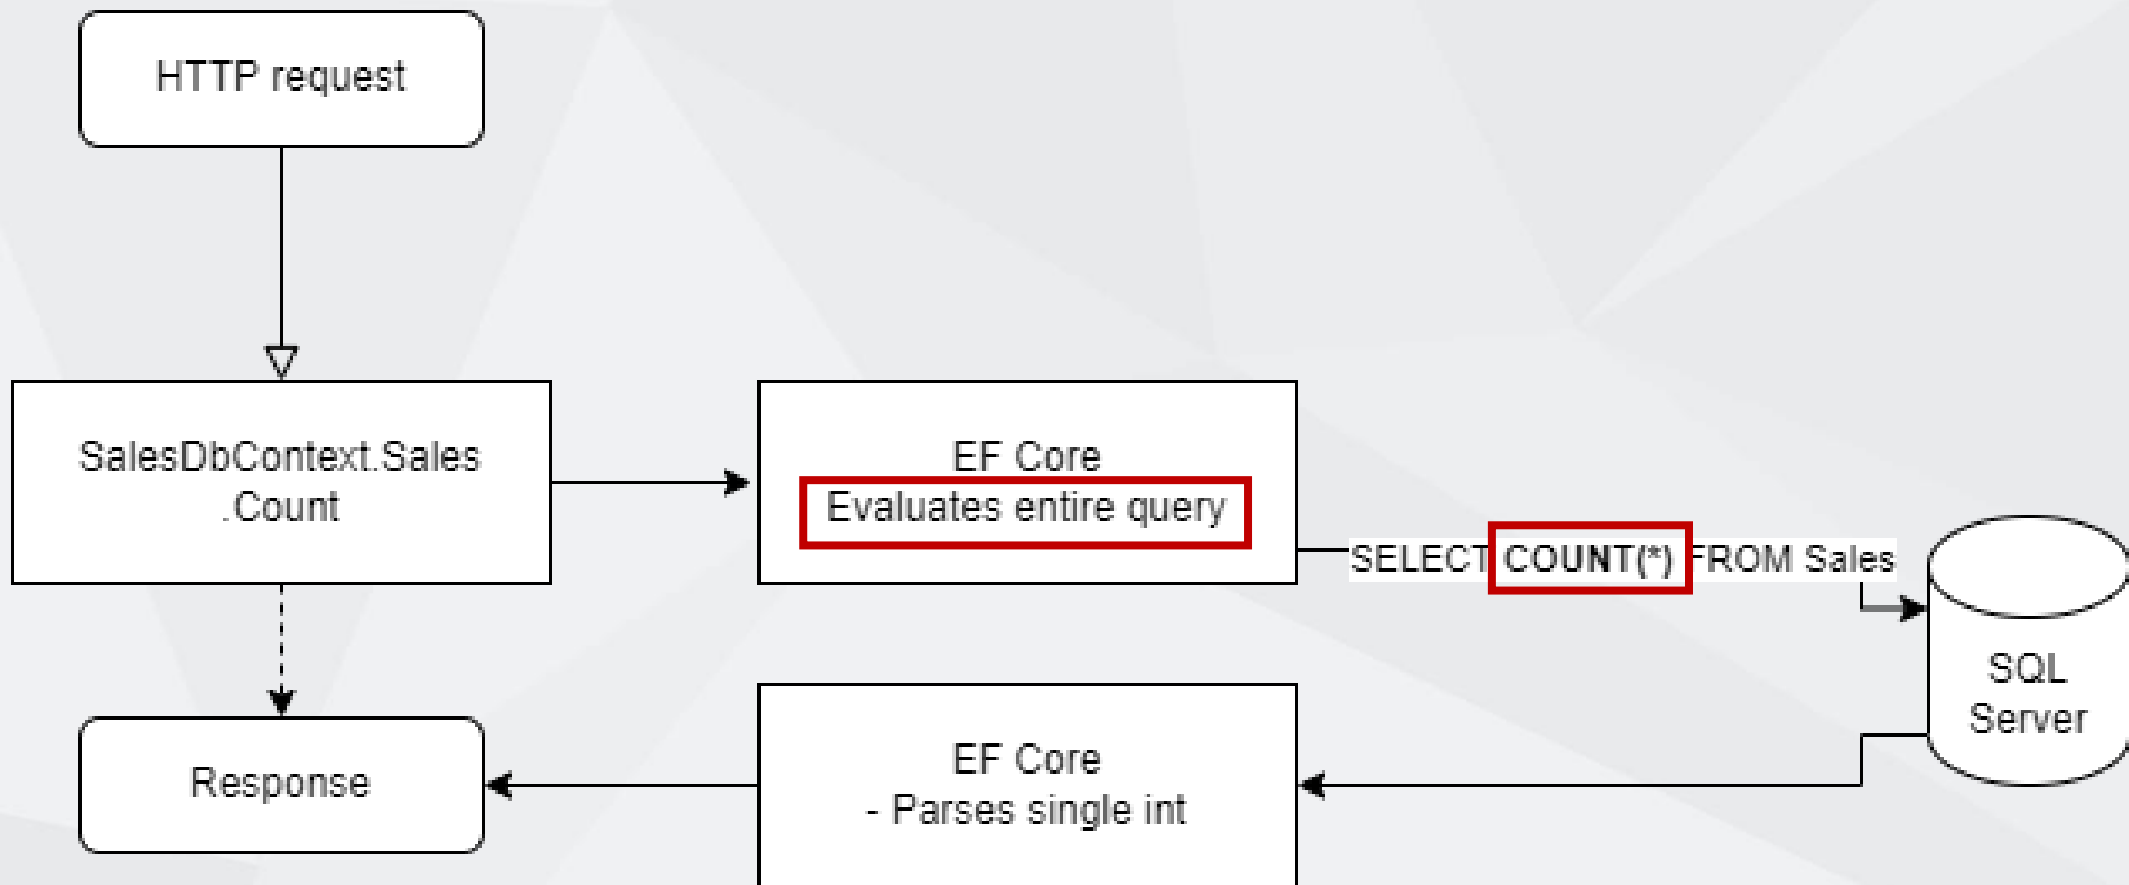 HTTP request
SalesDbContext.Sales
.Count
EF Core
Evaluates entire query
SELECT COUNT(*) FROM Sales
SQL
Server
EF Core
- Parses single int
Response